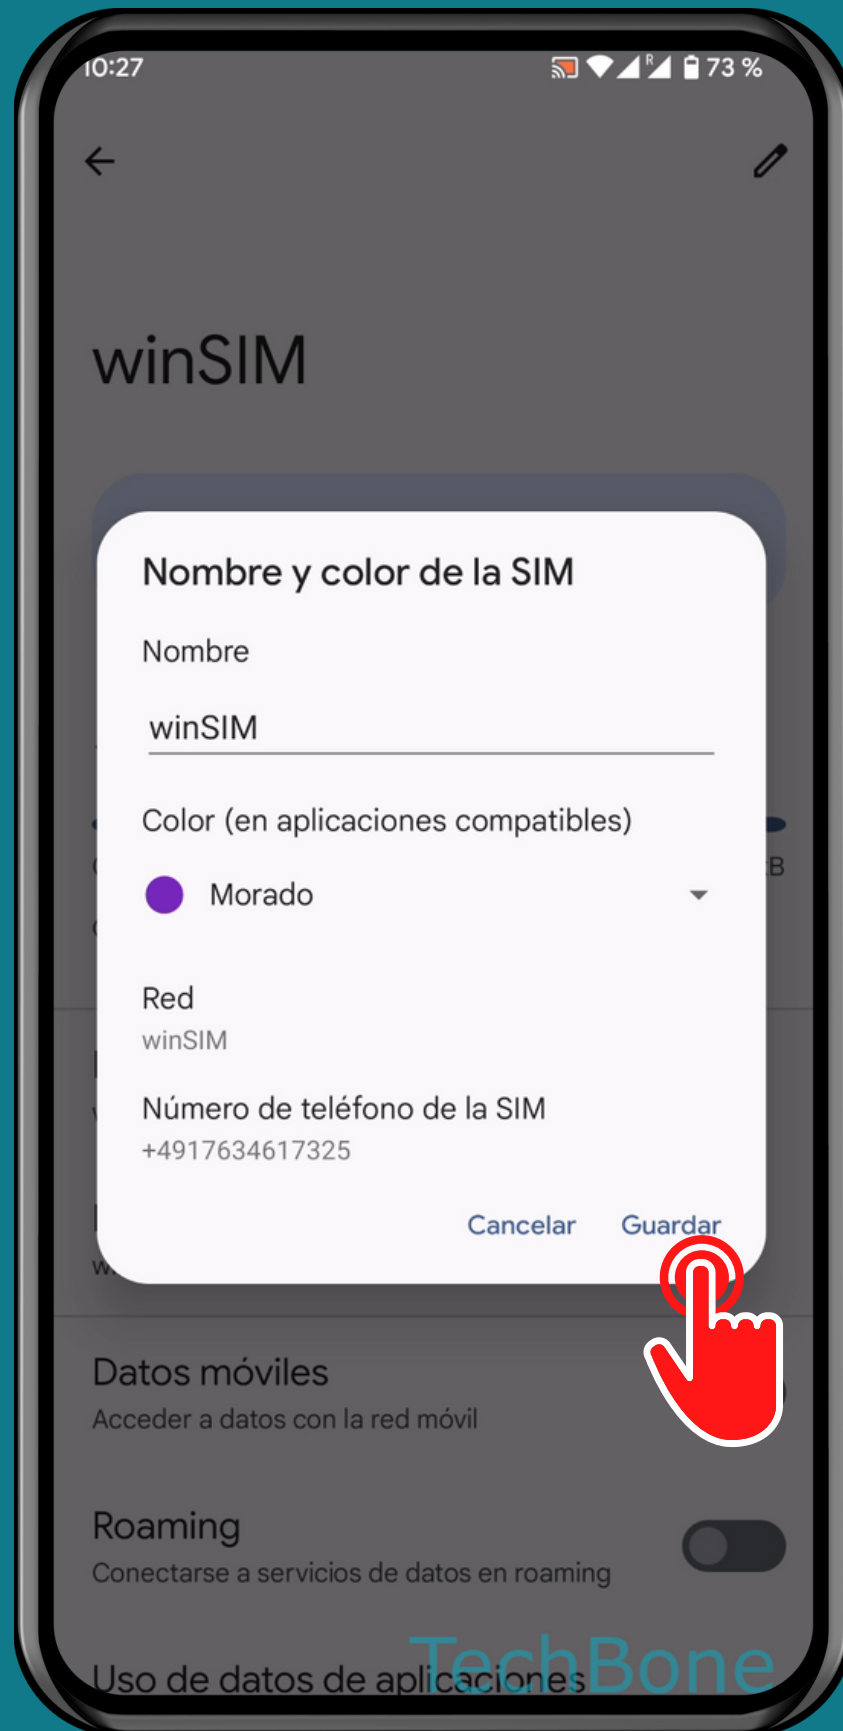 10:27
R
73 %
winSIM
Nombre y color de la SIM
Nombre
winSIM
Color (en aplicaciones compatibles)
Morado
Red
winSIM
Número de teléfono de la SIM
+4917634617325
Cancelar Guardar
Datos móviles
Acceder a datos con la red móvil
Roaming
Conectarse a servicios de datos en roaming
Uso de datos de aplicaciones
TechBone